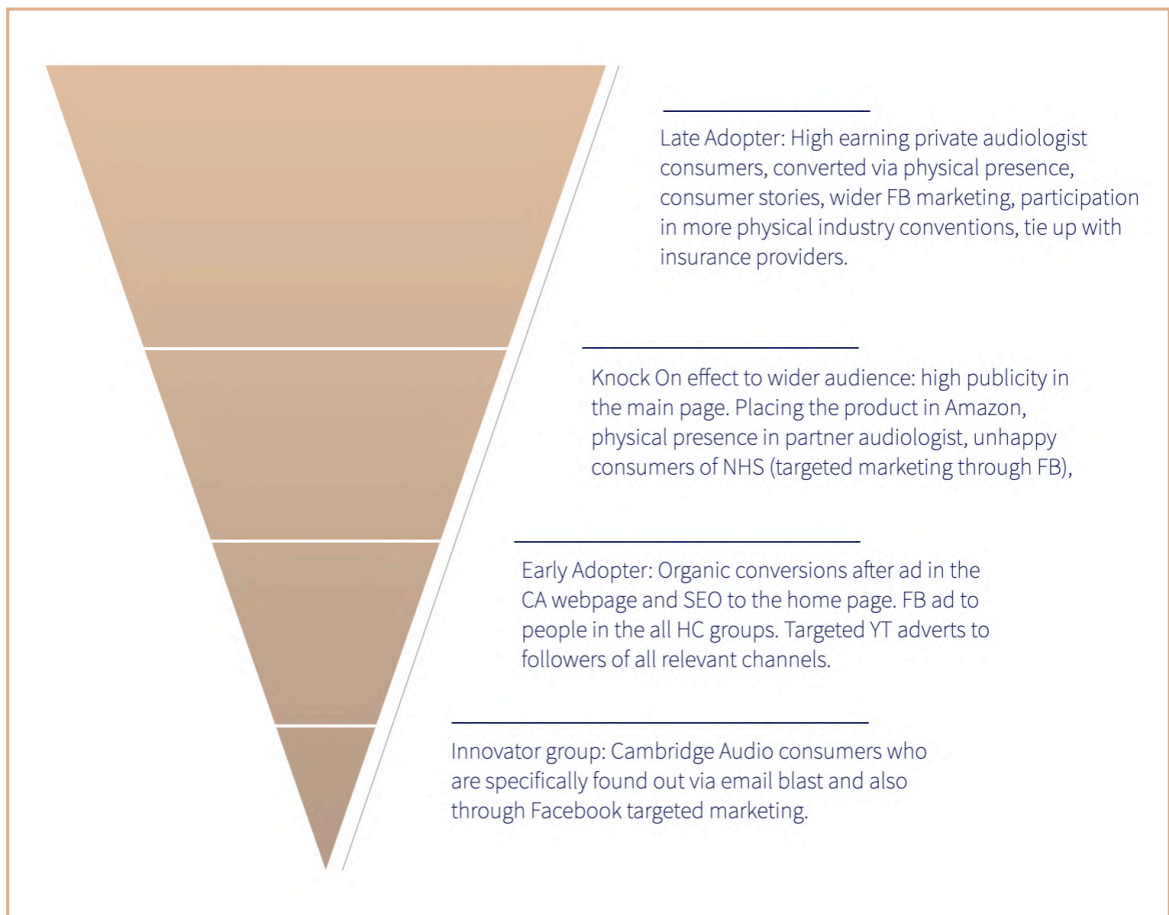 Late Adopter: High earning private audiologist
consumers, converted via physical presence,
consumer stories, wider FB marketing, participation
in more physical industry conventions, tie up with
insurance providers.
Knock On effect to wider audience: high publicity in
the main page. Placing the product in Amazon,
physical presence in partner audiologist, unhappy
consumers of NHS (targeted marketing through FB),
Early Adopter: Organic conversions after ad in the
CA webpage and SEO to the home page. FB ad to
people in the all HC groups. Targeted YT adverts to
followers of all relevant channels.
Innovator group: Cambridge Audio consumers who
are specifically found out via email blast and also
through Facebook targeted marketing.